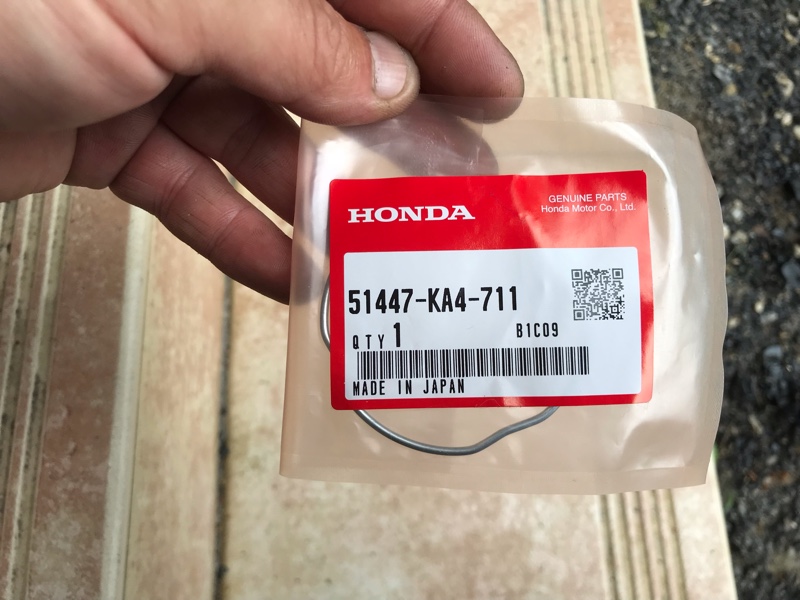 HONDA
GENUINE PARTS
Honda Motor Co., Ltd.
51447-KA4-711
QTY 1
B1C09
MADE IN JAPAN